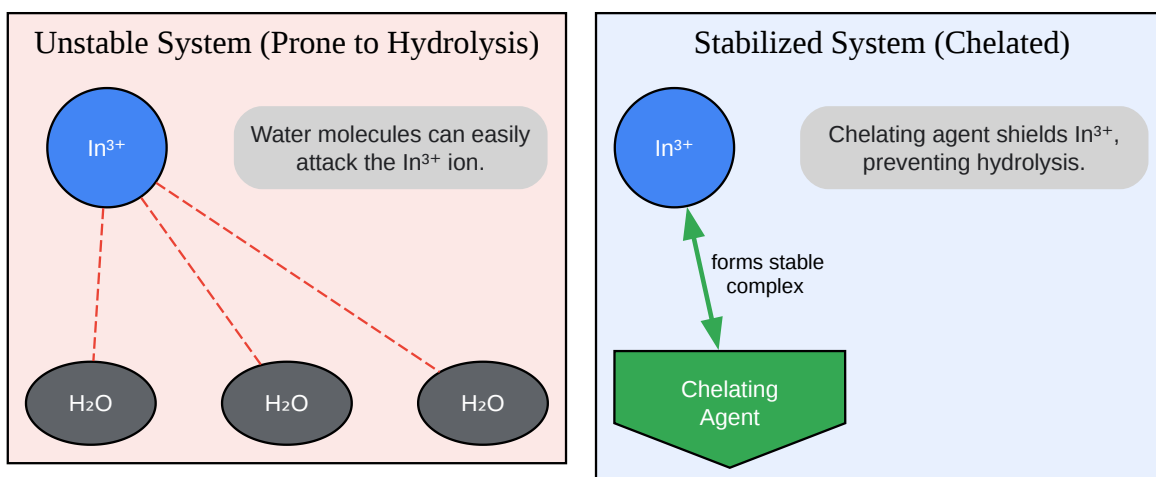 Unstable System (Prone to Hydrolysis)
In³⁺
Water molecules can easily
attack the In³⁺ ion.
H₂O
H₂O
H₂O
Stabilized System (Chelated)
In³⁺
Chelating agent shields In³⁺,
preventing hydrolysis.
forms stable
complex
Chelating
Agent